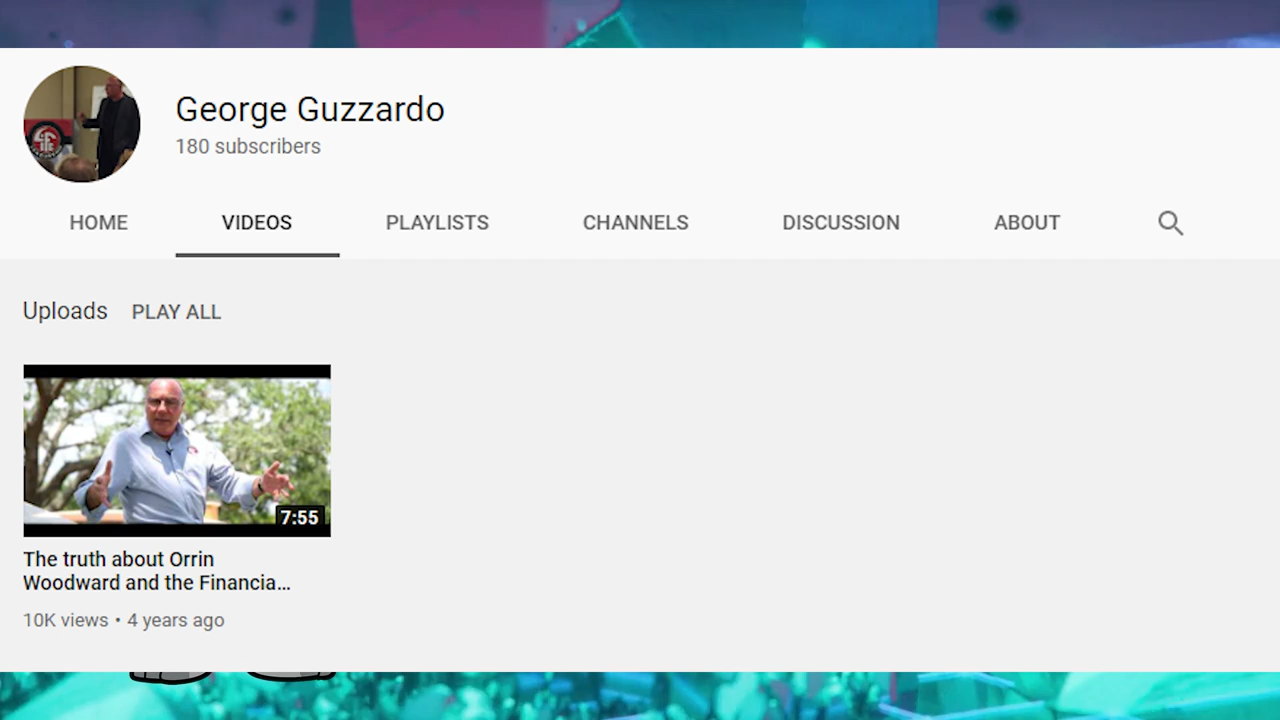 George Guzzardo
180 subscribers
HOME VIDEOS PLAYLISTS CHANNELS DISCUSSION ABOUT
Uploads PLAY ALL
7:55
The truth about Orrin
Woodward and the Financia...
10K views • 4 years ago